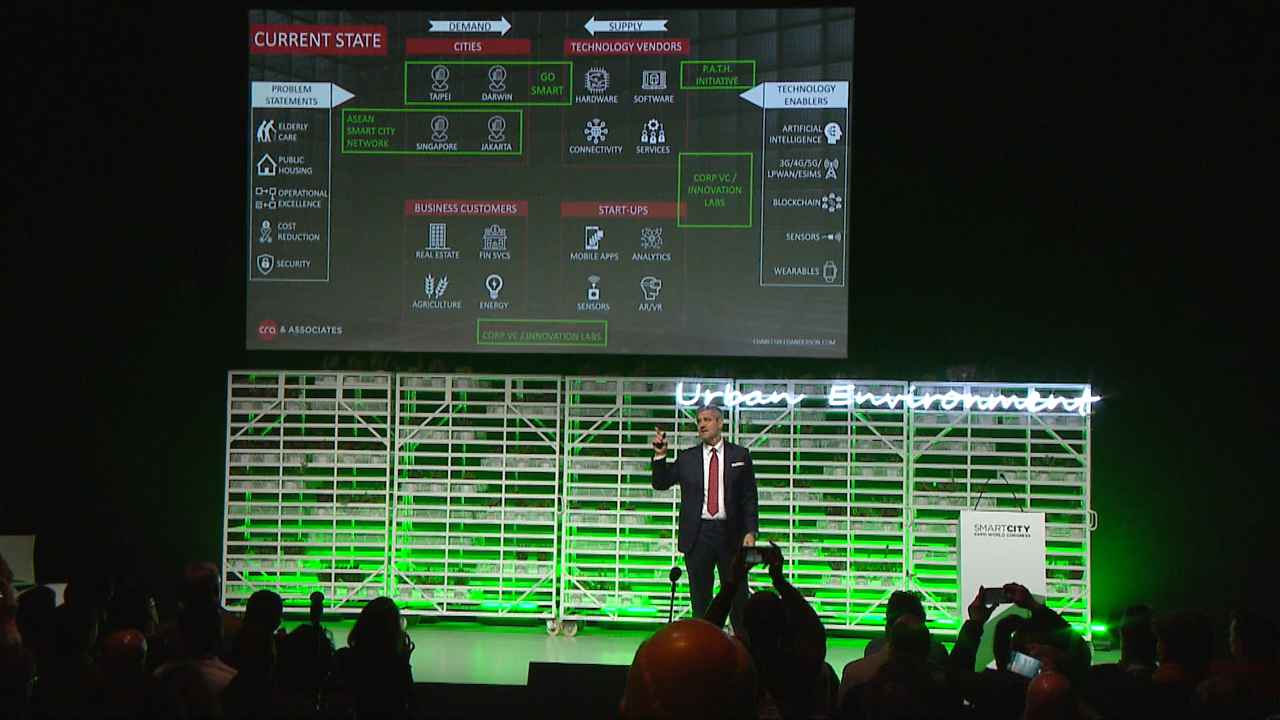 CURRENT STATE
DEMAND
SUPPLY
CITIES
TECHNOLOGY VENDORS
TAIPEI
DARWIN
GO
SMART
HARDWARE
SOFTWARE
P.A.T.H.
INITIATIVE
PROBLEM
STATEMENTS
TECHNOLOGY
ENABLERS
ASEAN
SMART CITY
NETWORK
SINGAPORE
JAKARTA
CONNECTIVITY
SERVICES
ELDERLY
CARE
PUBLIC
HOUSING
OPERATIONAL
EXCELLENCE
COST
REDUCTION
SECURITY
CORP VC /
INNOVATION
LABS
ARTIFICIAL
INTELLIGENCE
3G/4G/5G/
LPWAN/ESIMS
BLOCKCHAIN
SENSORS
WEARABLES
BUSINESS CUSTOMERS
START-UPS
REAL ESTATE
FIN SVCS
MOBILE APPS
ANALYTICS
AGRICULTURE
ENERGY
SENSORS
AR/VR
cra & ASSOCIATES
CORP VC / INNOVATION LABS
CHARLESREEDANDERSON.COM
Urban Environment
SMARTCITY
EXPO WORLD CONGRESS